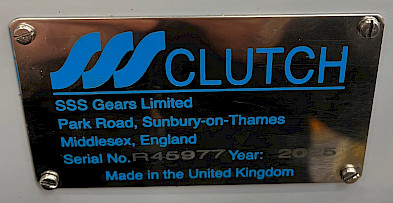 SSS CLUTCH
SSS Gears Limited
Park Road, Sunbury-on-Thames
Middlesex, England
Serial No. R45977 Year:
Made in the United Kingdom